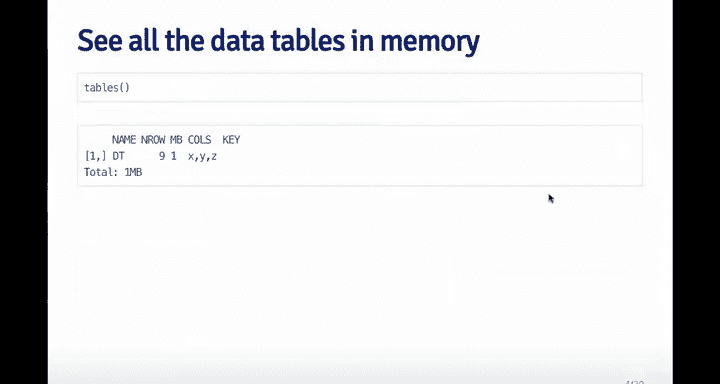 See all the data tables in memory
tables()
NAME NROW MB COLS KEY
[1,] DT 9 1 x,y,z
Total: 1MB